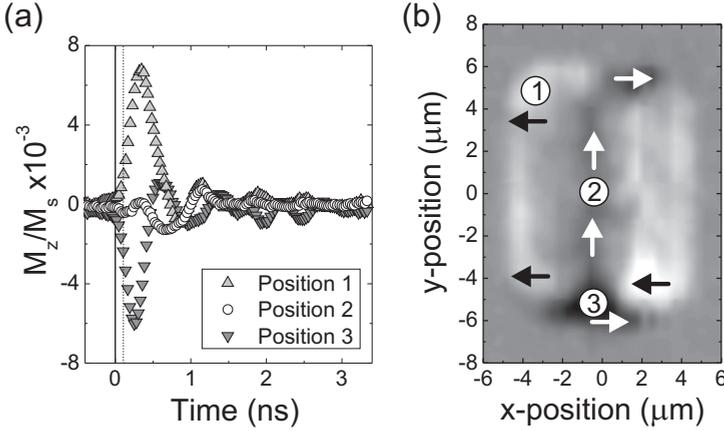 (a)
8
4
0
-4
-8
M_z/M_s x10^-3
0 1 2 3
Time (ns)
Position 1
Position 2
Position 3
(b)
8
6
4
2
0
-2
-4
-6
-8
y-position (μm)
-6 -4 -2 0 2 4 6
x-position (μm)
1
2
3